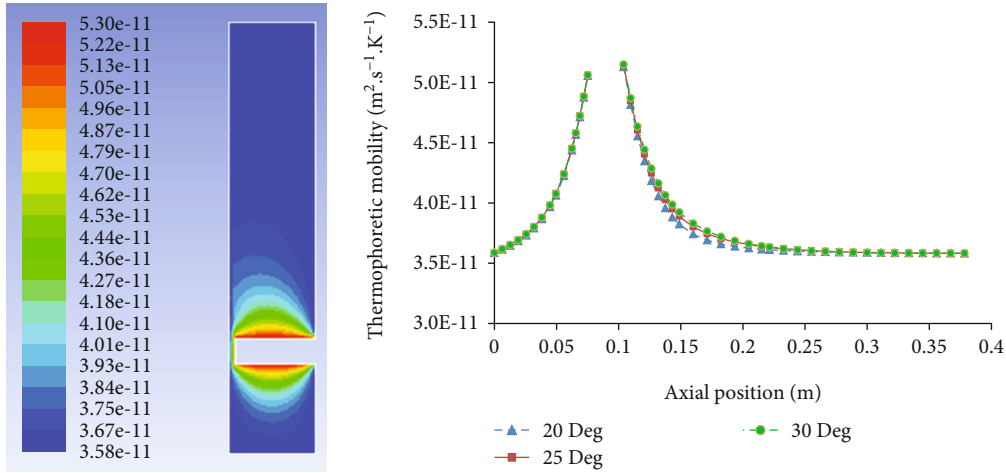 5.30e-11
5.22e-11
5.13e-11
5.05e-11
4.96e-11
4.87e-11
4.79e-11
4.70e-11
4.62e-11
4.53e-11
4.44e-11
4.36e-11
4.27e-11
4.18e-11
4.10e-11
4.01e-11
3.93e-11
3.84e-11
3.75e-11
3.67e-11
3.58e-11
Thermophoretic mobility (m².s⁻¹.K⁻¹)
5.5E-11
5.0E-11
4.5E-11
4.0E-11
3.5E-11
3.0E-11
0 0.05 0.1 0.15 0.2 0.25 0.3 0.35 0.4
Axial position (m)
20 Deg
25 Deg
30 Deg